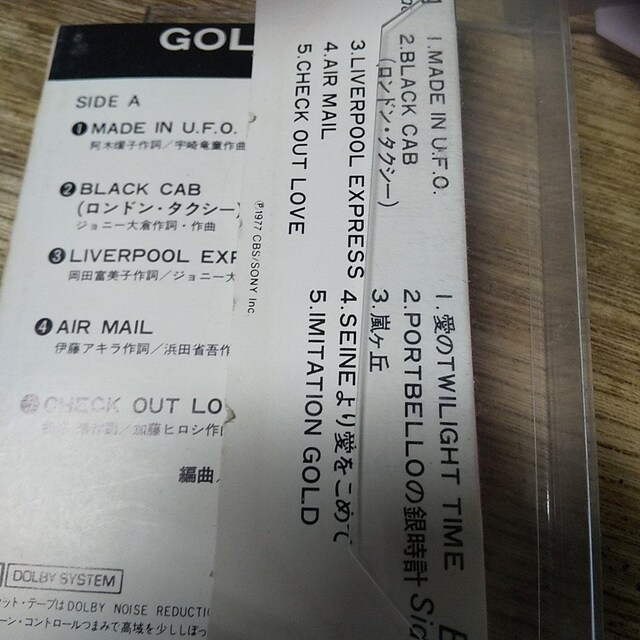 GOL
SIDE A
❶MADE IN U.F.O.
阿木燿子作詞／宇崎竜童作曲
❷BLACK CAB
(ロンドン・タクシー)
ジョニー大倉作詞・作曲
❸LIVERPOOL EXP
岡田富美子作詞／ジョニー大
❹AIR MAIL
伊藤アキラ作詞／浜田省吾作
CHECK OUT LO
作詞／加藤ヒロシ作
編曲
DOLBY SYSTEM
セット・テープはDOLBY NOISE REDUCTI
ーン・コントロールつまみで高域を少ししぼっ
1.MADE IN U.F.O.
2.BLACK CAB
(ロンドン・タクシー)
3.LIVERPOOL EXPRESS
4.AIR MAIL
5.CHECK OUT LOVE
℗1977 CBS/SONY Inc.
1.愛のTWILIGHT TIME
2.PORTBELLOの銀時計
3.嵐ヶ丘
4.SEINEより愛をこめて
5.IMITATION GOLD